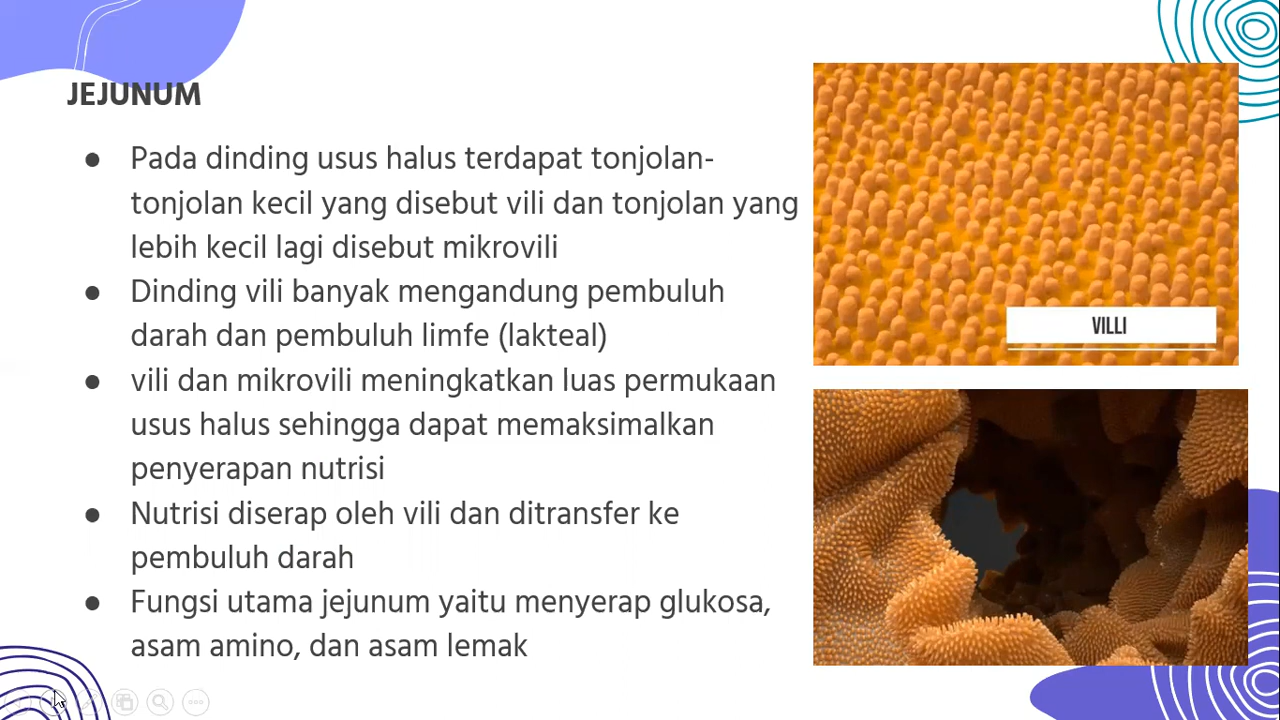 JEJUNUM
● Pada dinding usus halus terdapat tonjolan-
tonjolan kecil yang disebut vili dan tonjolan yang
lebih kecil lagi disebut mikrovili
● Dinding vili banyak mengandung pembuluh
darah dan pembuluh limfe (lakteal)
● vili dan mikrovili meningkatkan luas permukaan
usus halus sehingga dapat memaksimalkan
penyerapan nutrisi
● Nutrisi diserap oleh vili dan ditransfer ke
pembuluh darah
● Fungsi utama jejunum yaitu menyerap glukosa,
asam amino, dan asam lemak
VILLI